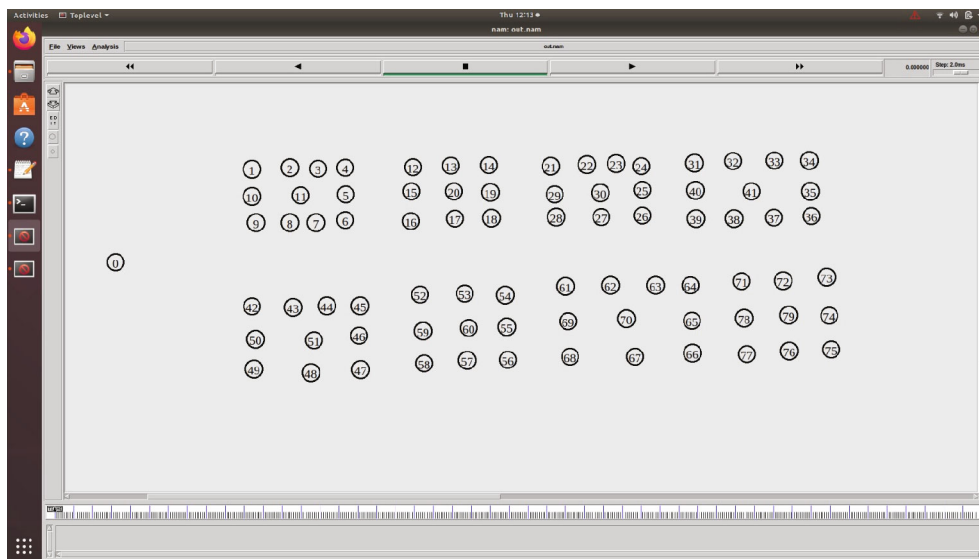 Activities Toplevel Thu 12:13
nam: out.nam
File Views Analysis out.nam
0.000000 Step: 2.0ms
ED
IT
1 2 3 4 12 13 14 21 22 23 24 31 32 33 34
10 11 5 15 20 19 29 30 25 40 41 35
9 8 7 6 16 17 18 28 27 26 39 38 37 36
0
42 43 44 45 52 53 54 61 62 63 64 71 72 73
50 51 46 59 60 55 69 70 65 78 79 74
49 48 47 58 57 56 68 67 66 77 76 75